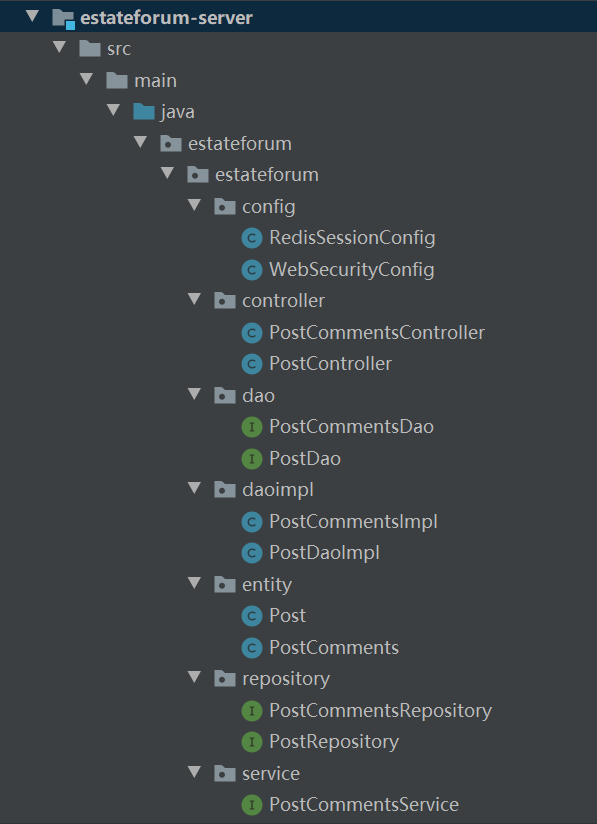 estateforum-server
src
main
java
estateforum
estateforum
config
C RedisSessionConfig
C WebSecurityConfig
controller
C PostCommentsController
C PostController
dao
I PostCommentsDao
I PostDao
daoimpl
C PostCommentsImpl
C PostDaoImpl
entity
C Post
C PostComments
repository
I PostCommentsRepository
I PostRepository
service
I PostCommentsService